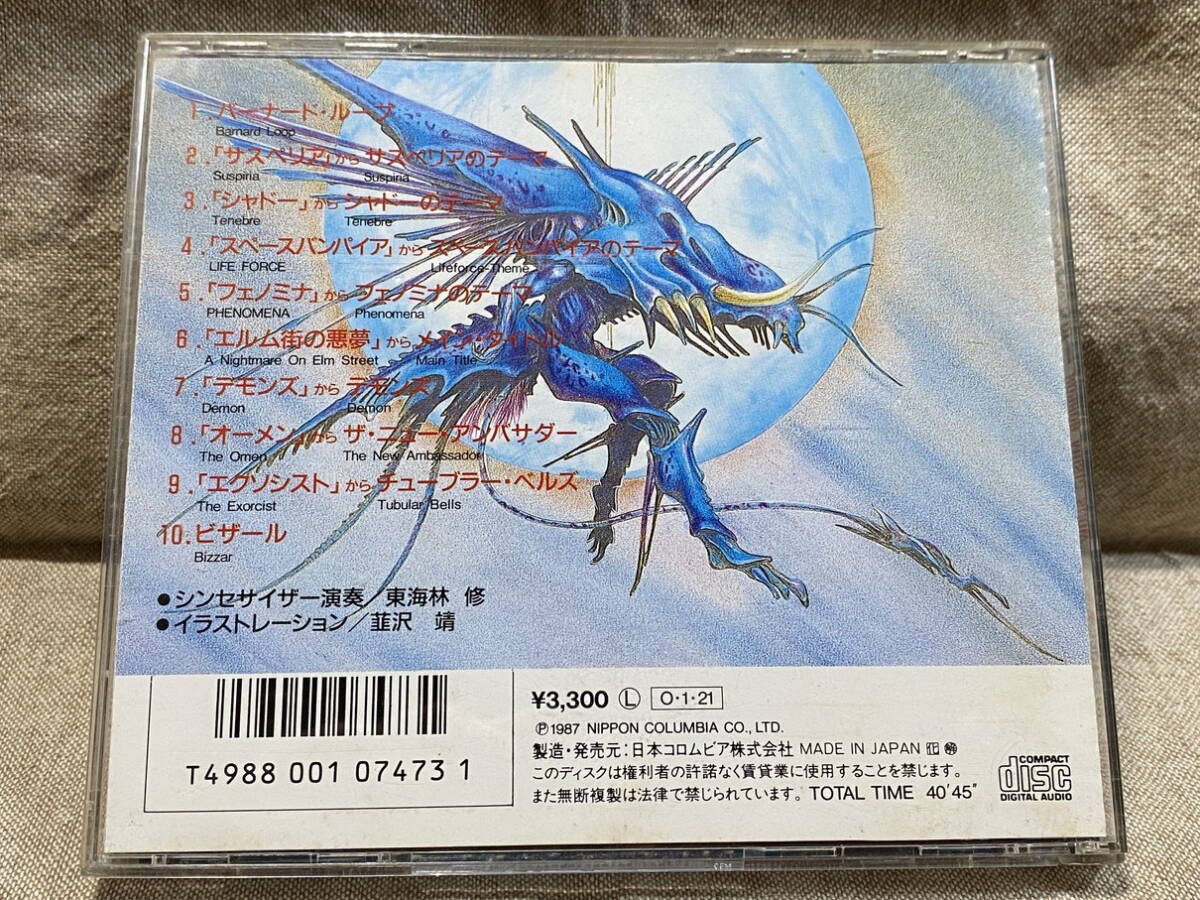 1.バーナード・ループ
Barnard Loop
2.「サスペリア」から サスペリアのテーマ
Suspiria Suspiria
3.「シャドー」から シャドーのテーマ
Tenebre Tenebre
4.「スペースバンパイア」から スペースバンパイアのテーマ
LIFE FORCE Lifeforce-Theme
5.「フェノミナ」から フェノミナのテーマ
PHENOMENA Phenomena
6.「エルム街の悪夢」から メイン・タイトル
A Nightmare On Elm Street Main Title
7.「デモンズ」から デモンズ
Demon Demon
8.「オーメン」から ザ・ニュー・アンバサダー
The Omen The New Ambassador
9.「エクソシスト」から チューブラー・ベルズ
The Exorcist Tubular Bells
10.ビザール
Bizzar
●シンセサイザー演奏/東海林 修
●イラストレーション/韮沢 靖
T4988 001 07473 1
¥3,300 Ⓛ O・1・21
℗1987 NIPPON COLUMBIA CO., LTD.
製造・発売元:日本コロムビア株式会社 MADE IN JAPAN
このディスクは権利者の許諾なく賃貸業に使用することを禁じます。
また無断複製は法律で禁じられています。 TOTAL TIME 40'45"
COMPACT
disc
DIGITAL AUDIO